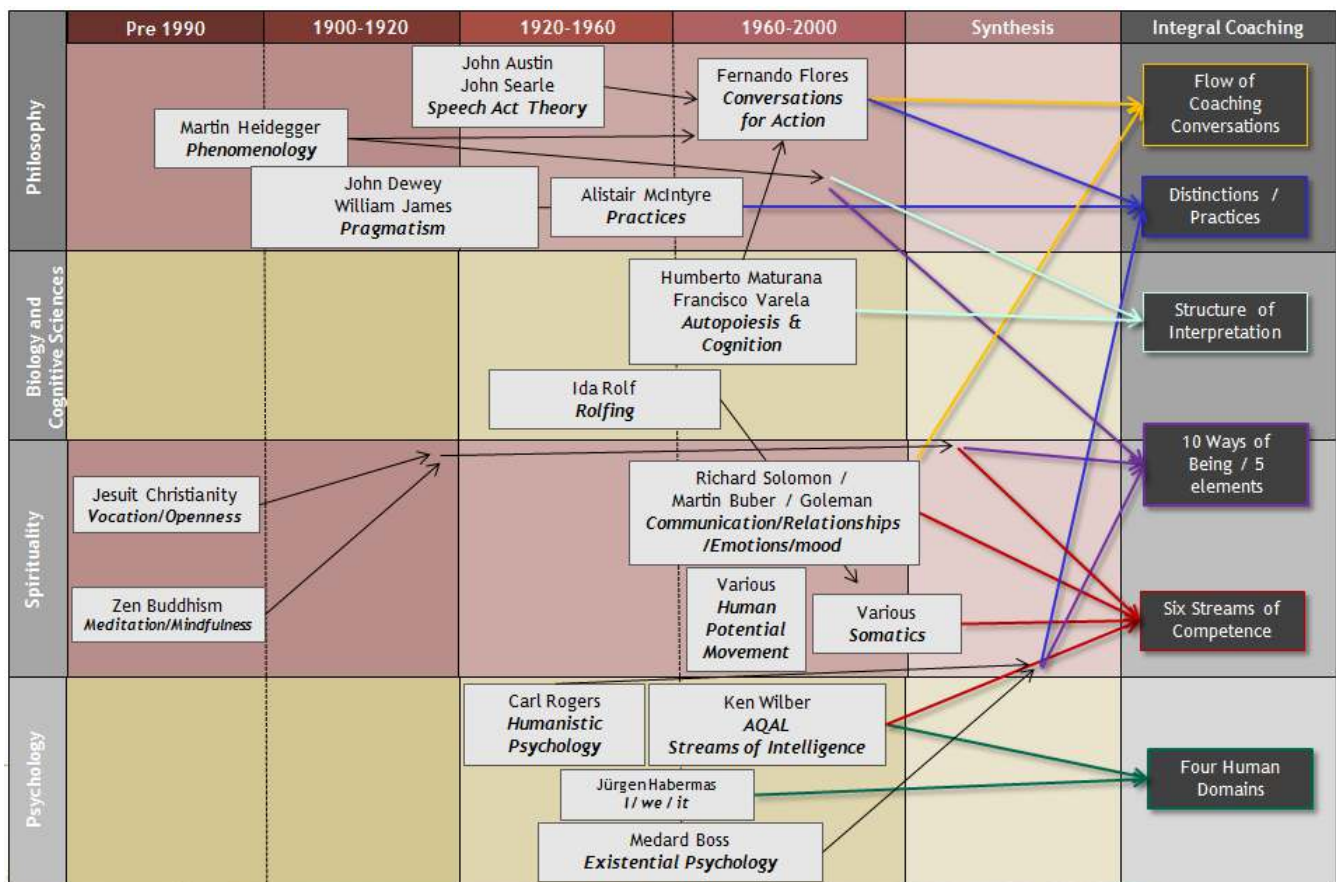 Pre 1990
1900-1920
1920-1960
1960-2000
Synthesis
Integral Coaching
Philosophy
John Austin
John Searle
Speech Act Theory
Fernando Flores
Conversations
for Action
Flow of
Coaching
Conversations
Martin Heidegger
Phenomenology
John Dewey
William James
Pragmatism
Alistair McIntyre
Practices
Distinctions /
Practices
Biology and
Cognitive Sciences
Humberto Maturana
Francisco Varela
Autopoiesis &
Cognition
Structure of
Interpretation
Ida Rolf
Rolfing
Spirituality
Jesuit Christianity
Vocation/Openness
Richard Solomon /
Martin Buber / Goleman
Communication/Relationships
/Emotions/mood
10 Ways of
Being / 5
elements
Zen Buddhism
Meditation/Mindfulness
Various
Human
Potential
Movement
Various
Somatics
Six Streams of
Competence
Psychology
Carl Rogers
Humanistic
Psychology
Ken Wilber
AQAL
Streams of Intelligence
Jürgen Habermas
I/ we / it
Four Human
Domains
Medard Boss
Existential Psychology